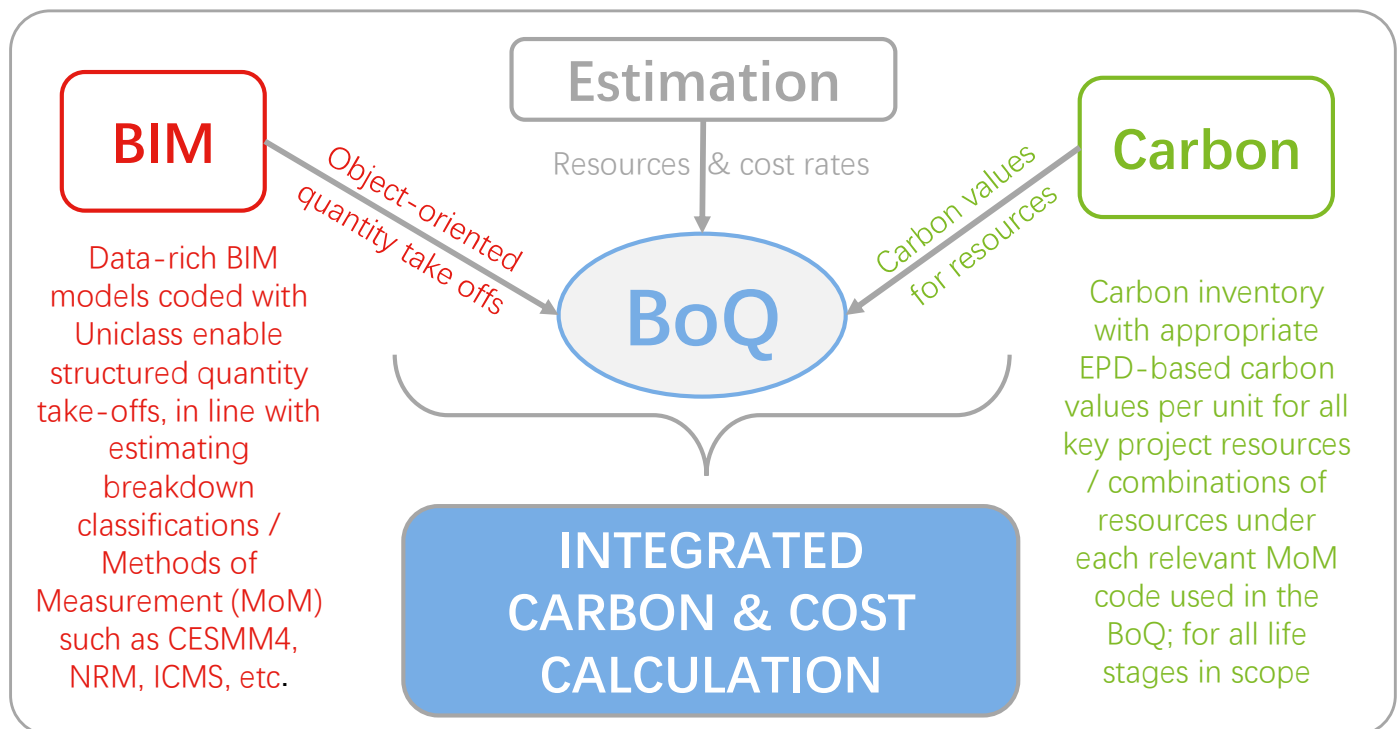 Estimation
BIM
Carbon
Resources & cost rates
Object-oriented
quantity take offs
Carbon values
for resources
BoQ
Data-rich BIM
models coded with
Uniclass enable
structured quantity
take-offs, in line with
estimating
breakdown
classifications /
Methods of
Measurement (MoM)
such as CESMM4,
NRM, ICMS, etc.
Carbon inventory
with appropriate
EPD-based carbon
values per unit for all
key project resources
/ combinations of
resources under
each relevant MoM
code used in the
BoQ; for all life
stages in scope
INTEGRATED
CARBON & COST
CALCULATION